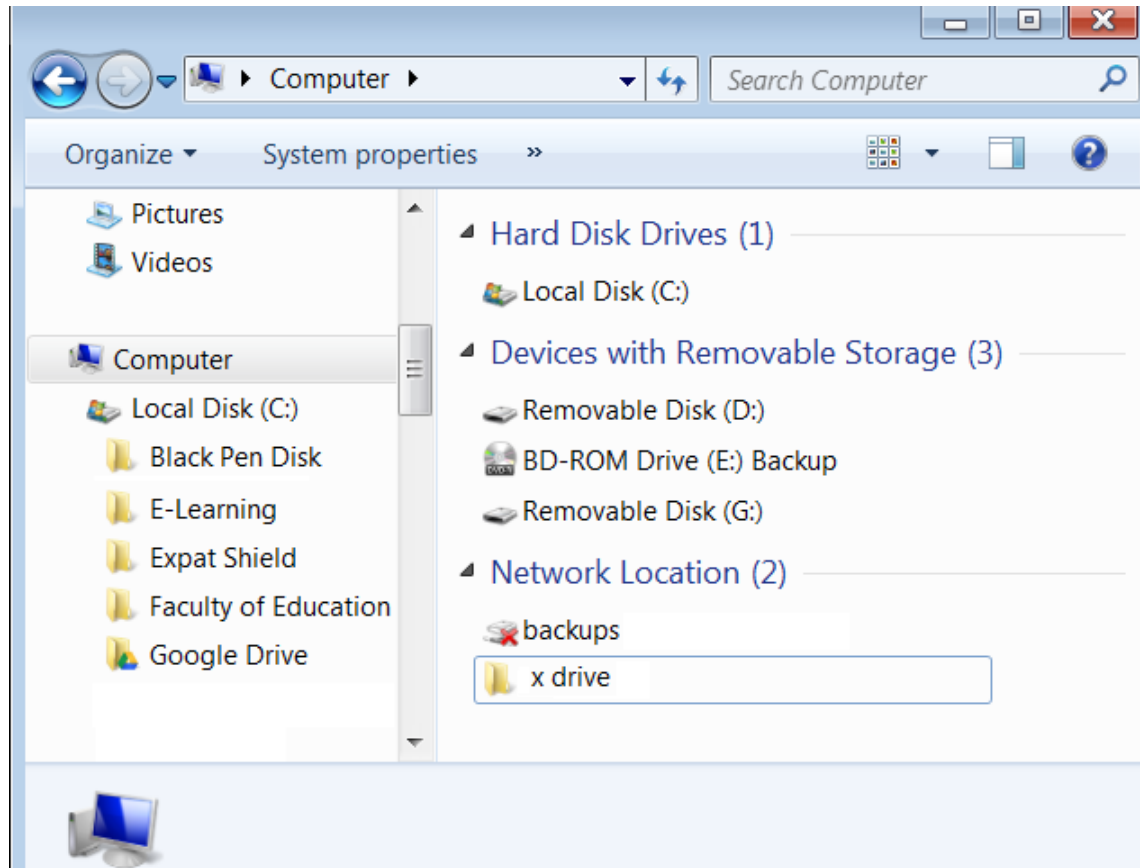 Computer
Search Computer
Organize
System properties
»
Pictures
Videos
Computer
Local Disk (C:)
Black Pen Disk
E-Learning
Expat Shield
Faculty of Education
Google Drive
Hard Disk Drives (1)
Local Disk (C:)
Devices with Removable Storage (3)
Removable Disk (D:)
BD-ROM Drive (E:) Backup
Removable Disk (G:)
Network Location (2)
backups
x drive